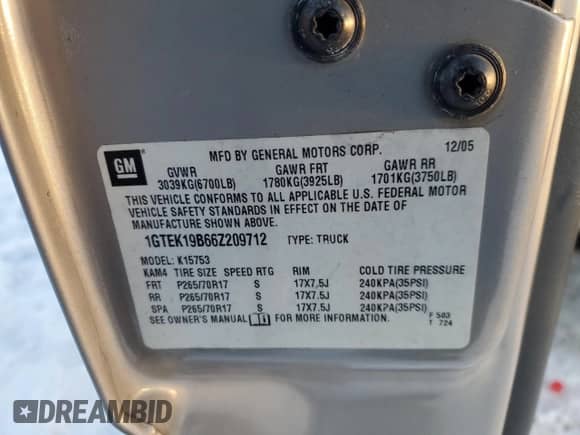 GM
MFD BY GENERAL MOTORS CORP. 12/05
GVWR GAWR FRT GAWR RR
3039KG(6700LB) 1780KG(3925LB) 1701KG(3750LB)
THIS VEHICLE CONFORMS TO ALL APPLICABLE U.S. FEDERAL MOTOR
VEHICLE SAFETY STANDARDS IN EFFECT ON THE DATE OF
MANUFACTURE SHOWN ABOVE.
1GTEK19B66Z209712 TYPE: TRUCK
MODEL: K15753
KAM4 TIRE SIZE SPEED RTG RIM COLD TIRE PRESSURE
FRT P265/70R17 S 17X7.5J 240KPA(35PSI)
RR P265/70R17 S 17X7.5J 240KPA(35PSI)
SPA P265/70R17 S 17X7.5J 240KPA(35PSI)
SEE OWNER'S MANUAL FOR MORE INFORMATION.
F 503
T 724
DREAMBID